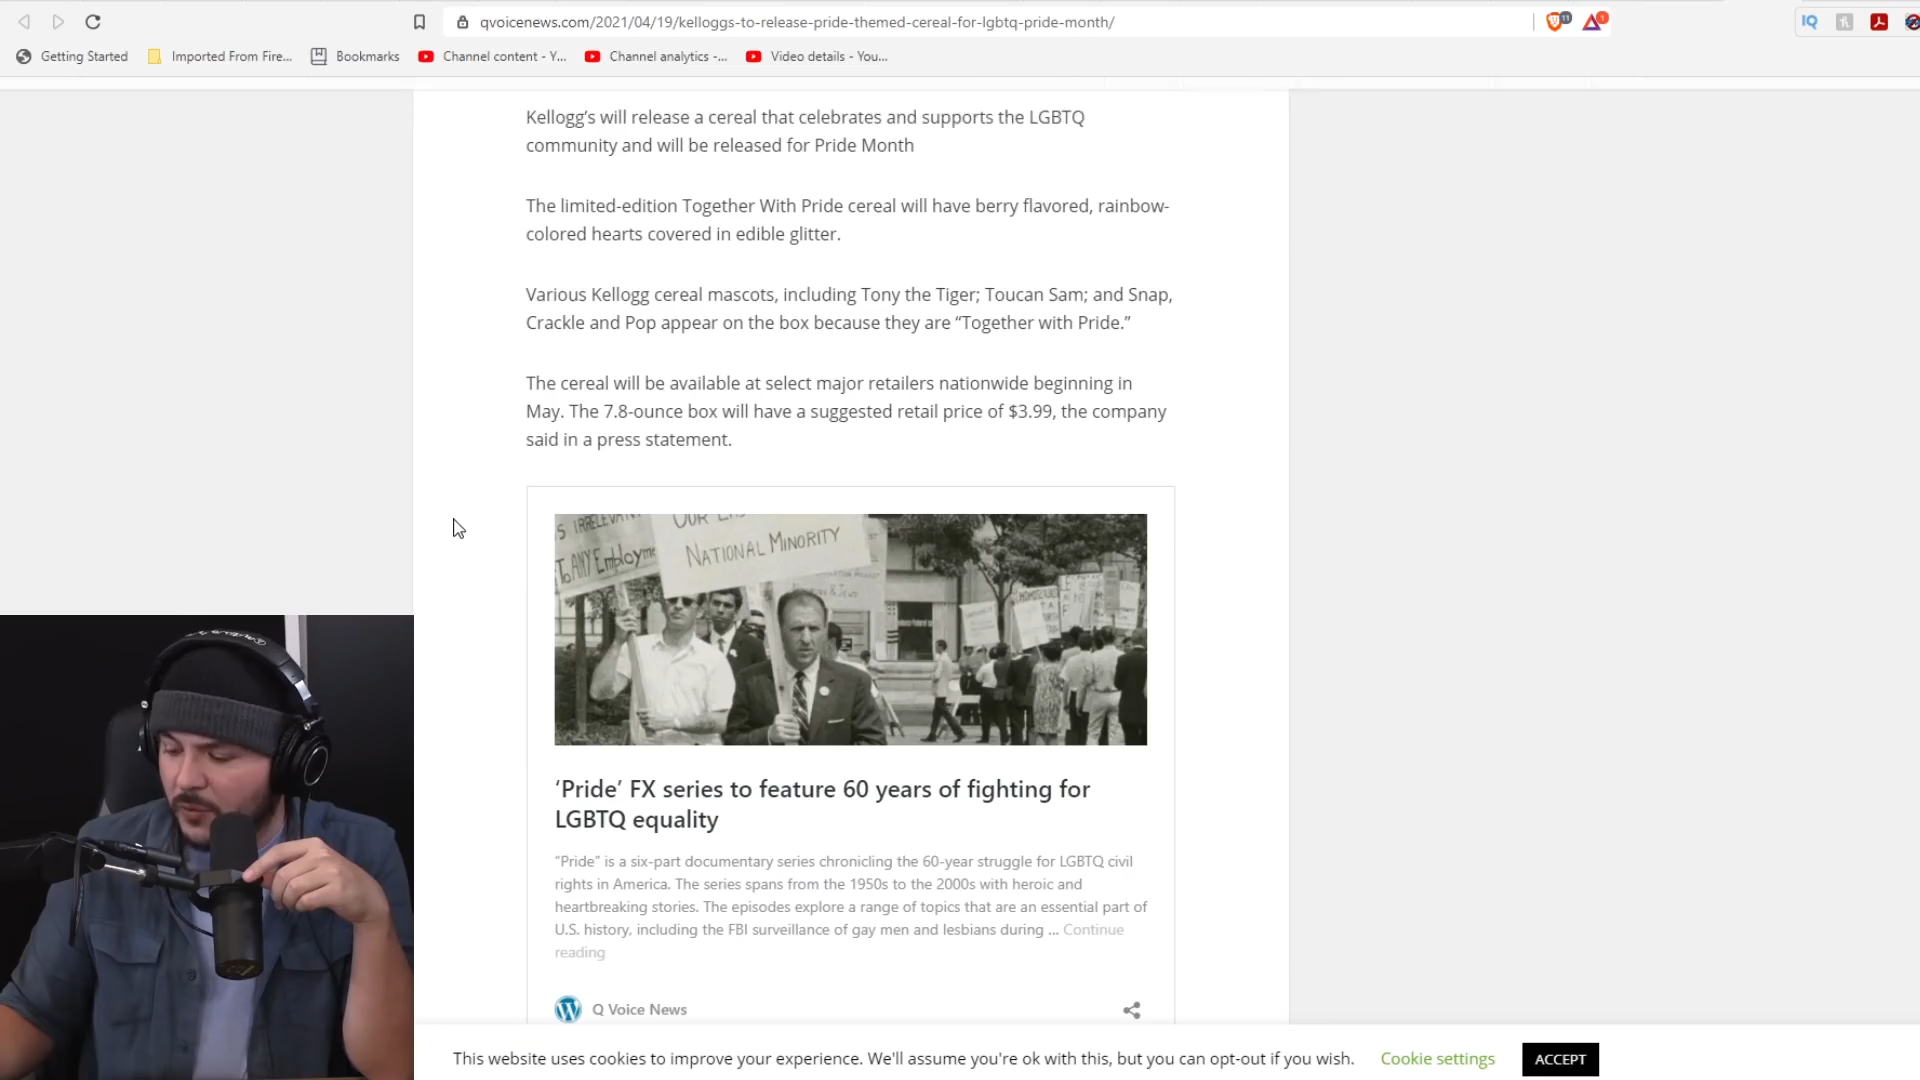 qvoicenews.com/2021/04/19/kelloggs-to-release-pride-themed-cereal-for-lgbtq-pride-month/
11
1
IQ
Getting Started
Imported From Fire...
Bookmarks
Channel content - Y...
Channel analytics -...
Video details - You...
Kellogg’s will release a cereal that celebrates and supports the LGBTQ
community and will be released for Pride Month
The limited-edition Together With Pride cereal will have berry flavored, rainbow-
colored hearts covered in edible glitter.
Various Kellogg cereal mascots, including Tony the Tiger; Toucan Sam; and Snap,
Crackle and Pop appear on the box because they are “Together with Pride.”
The cereal will be available at select major retailers nationwide beginning in
May. The 7.8-ounce box will have a suggested retail price of $3.99, the company
said in a press statement.
NATIONAL MINORITY
TO ANY Employme
‘Pride’ FX series to feature 60 years of fighting for
LGBTQ equality
“Pride” is a six-part documentary series chronicling the 60-year struggle for LGBTQ civil
rights in America. The series spans from the 1950s to the 2000s with heroic and
heartbreaking stories. The episodes explore a range of topics that are an essential part of
U.S. history, including the FBI surveillance of gay men and lesbians during ... Continue
reading
Q Voice News
This website uses cookies to improve your experience. We'll assume you're ok with this, but you can opt-out if you wish.
Cookie settings
ACCEPT